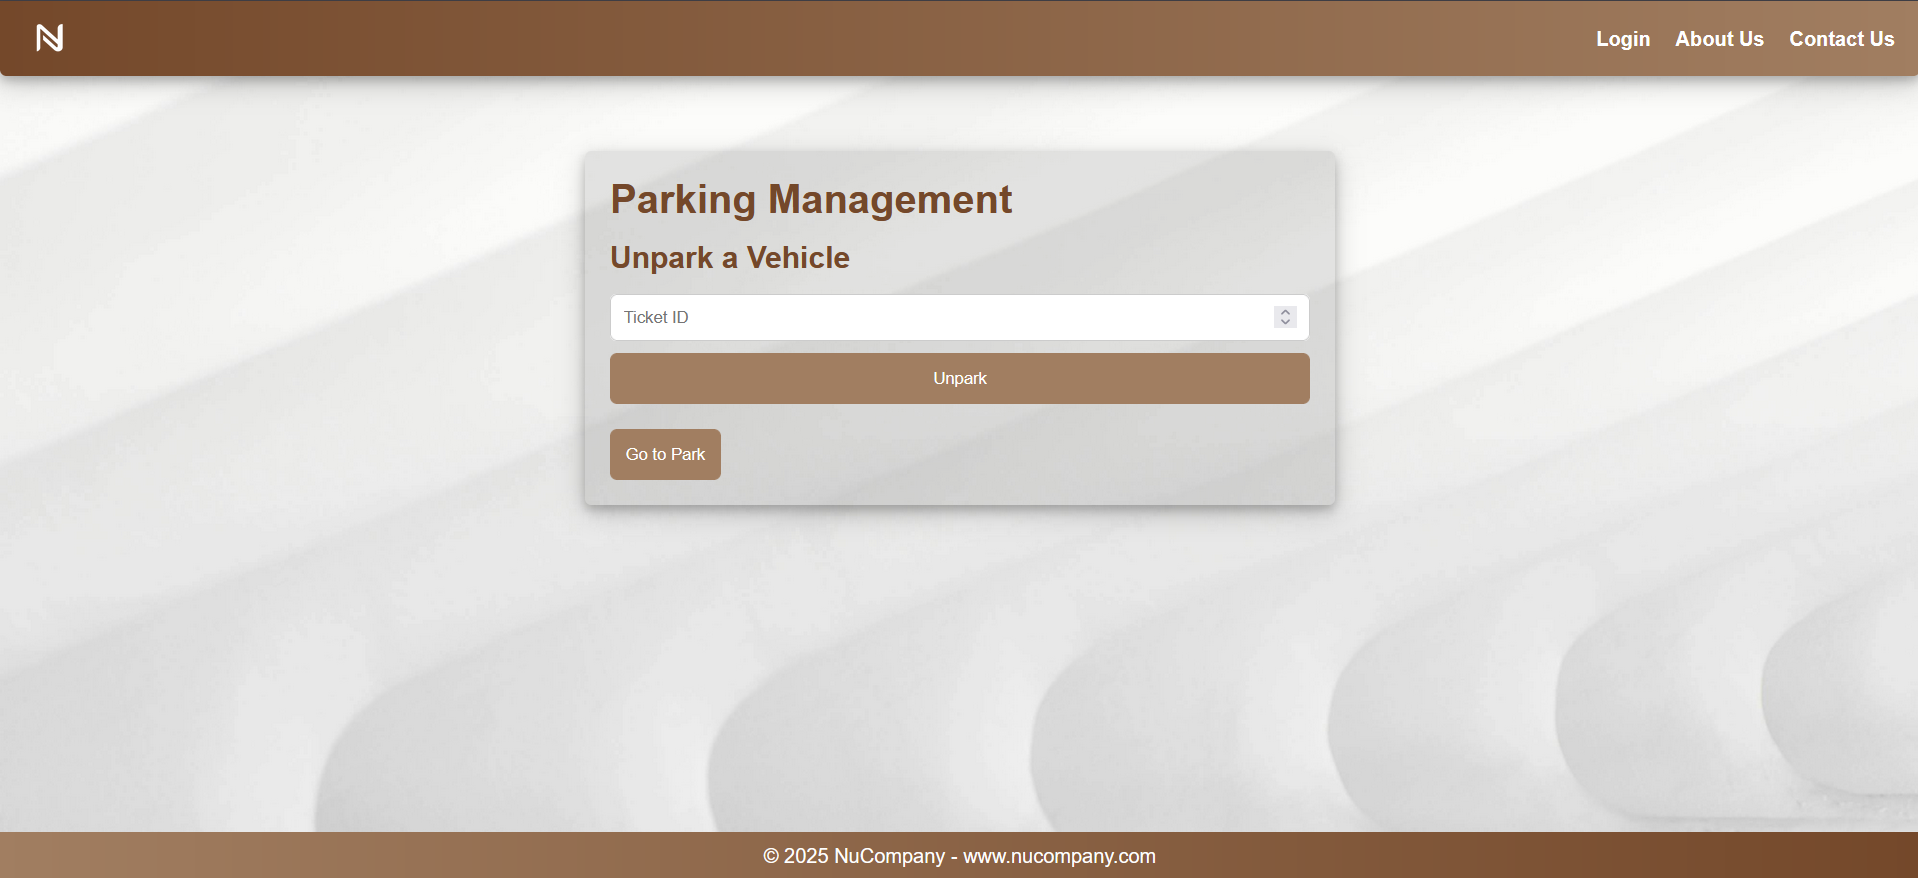 N
Login About Us Contact Us
Parking Management
Unpark a Vehicle
Ticket ID
Unpark
Go to Park
© 2025 NuCompany - www.nucompany.com